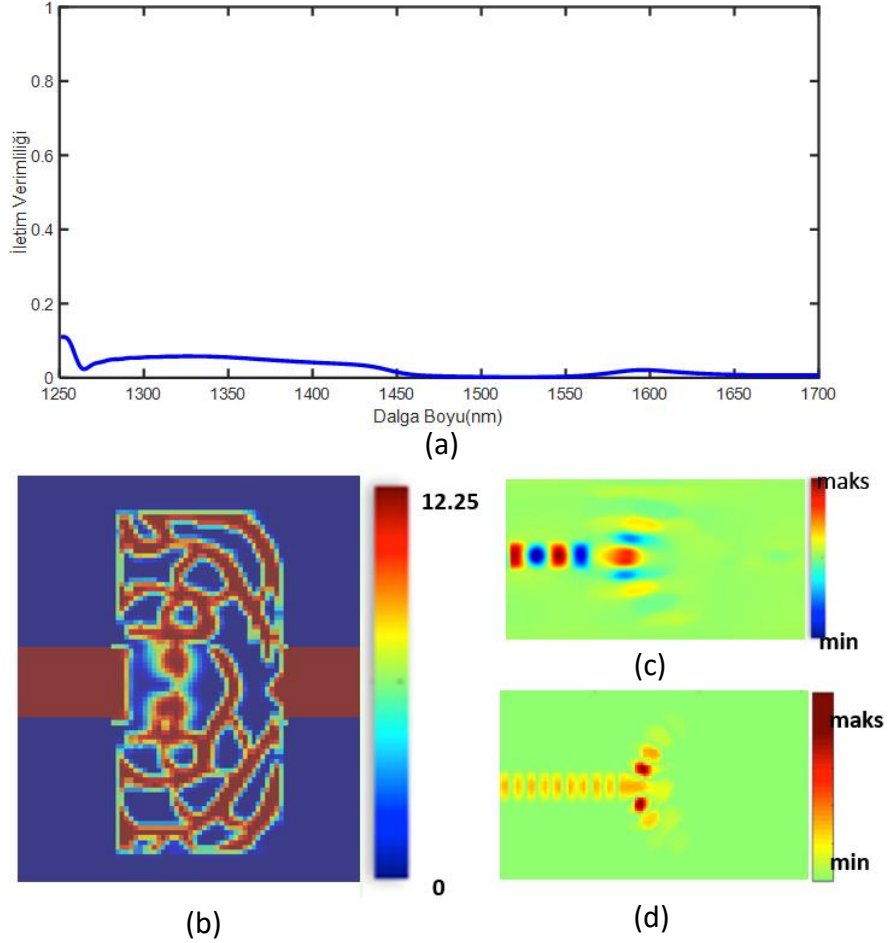 1
0.8
0.6
0.4
0.2
0
İletim Verimliliği
1250 1300 1350 1400 1450 1500 1550 1600 1650 1700
Dalga Boyu(nm)
(a)
12.25
0
(b)
maks
min
(c)
maks
min
(d)